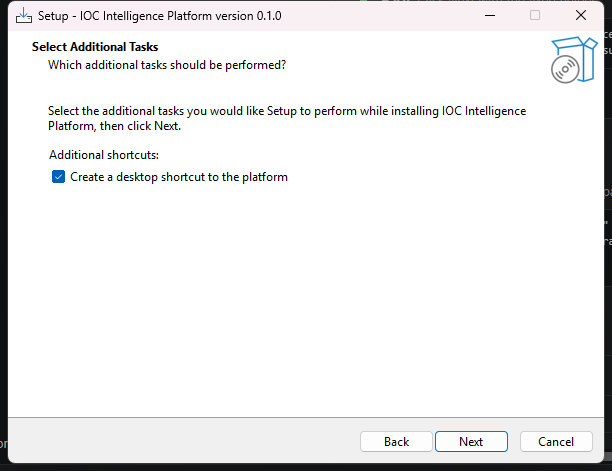 Setup - IOC Intelligence Platform version 0.1.0
Select Additional Tasks
Which additional tasks should be performed?
Select the additional tasks you would like Setup to perform while installing IOC Intelligence
Platform, then click Next.
Additional shortcuts:
Create a desktop shortcut to the platform
Back
Next
Cancel